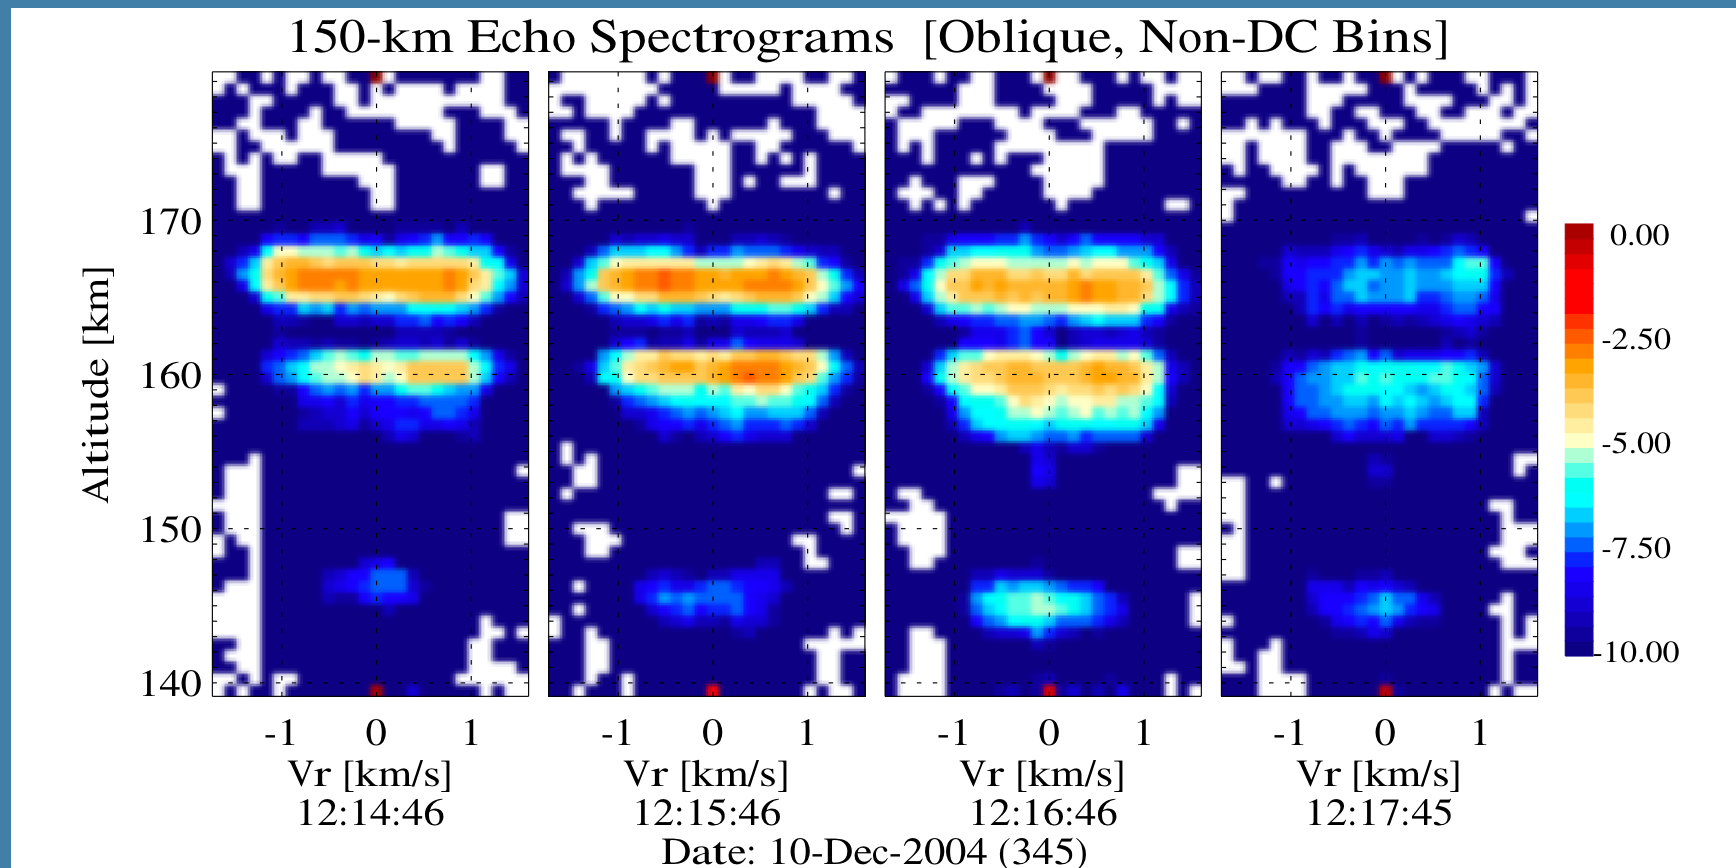 150-km Echo Spectrograms [Oblique, Non-DC Bins]
Altitude [km]
170
160
150
140
0.00
-2.50
-5.00
-7.50
-10.00
-1 0 1 -1 0 1 -1 0 1 -1 0 1
Vr [km/s] Vr [km/s] Vr [km/s] Vr [km/s]
12:14:46 12:15:46 12:16:46 12:17:45
Date: 10-Dec-2004 (345)